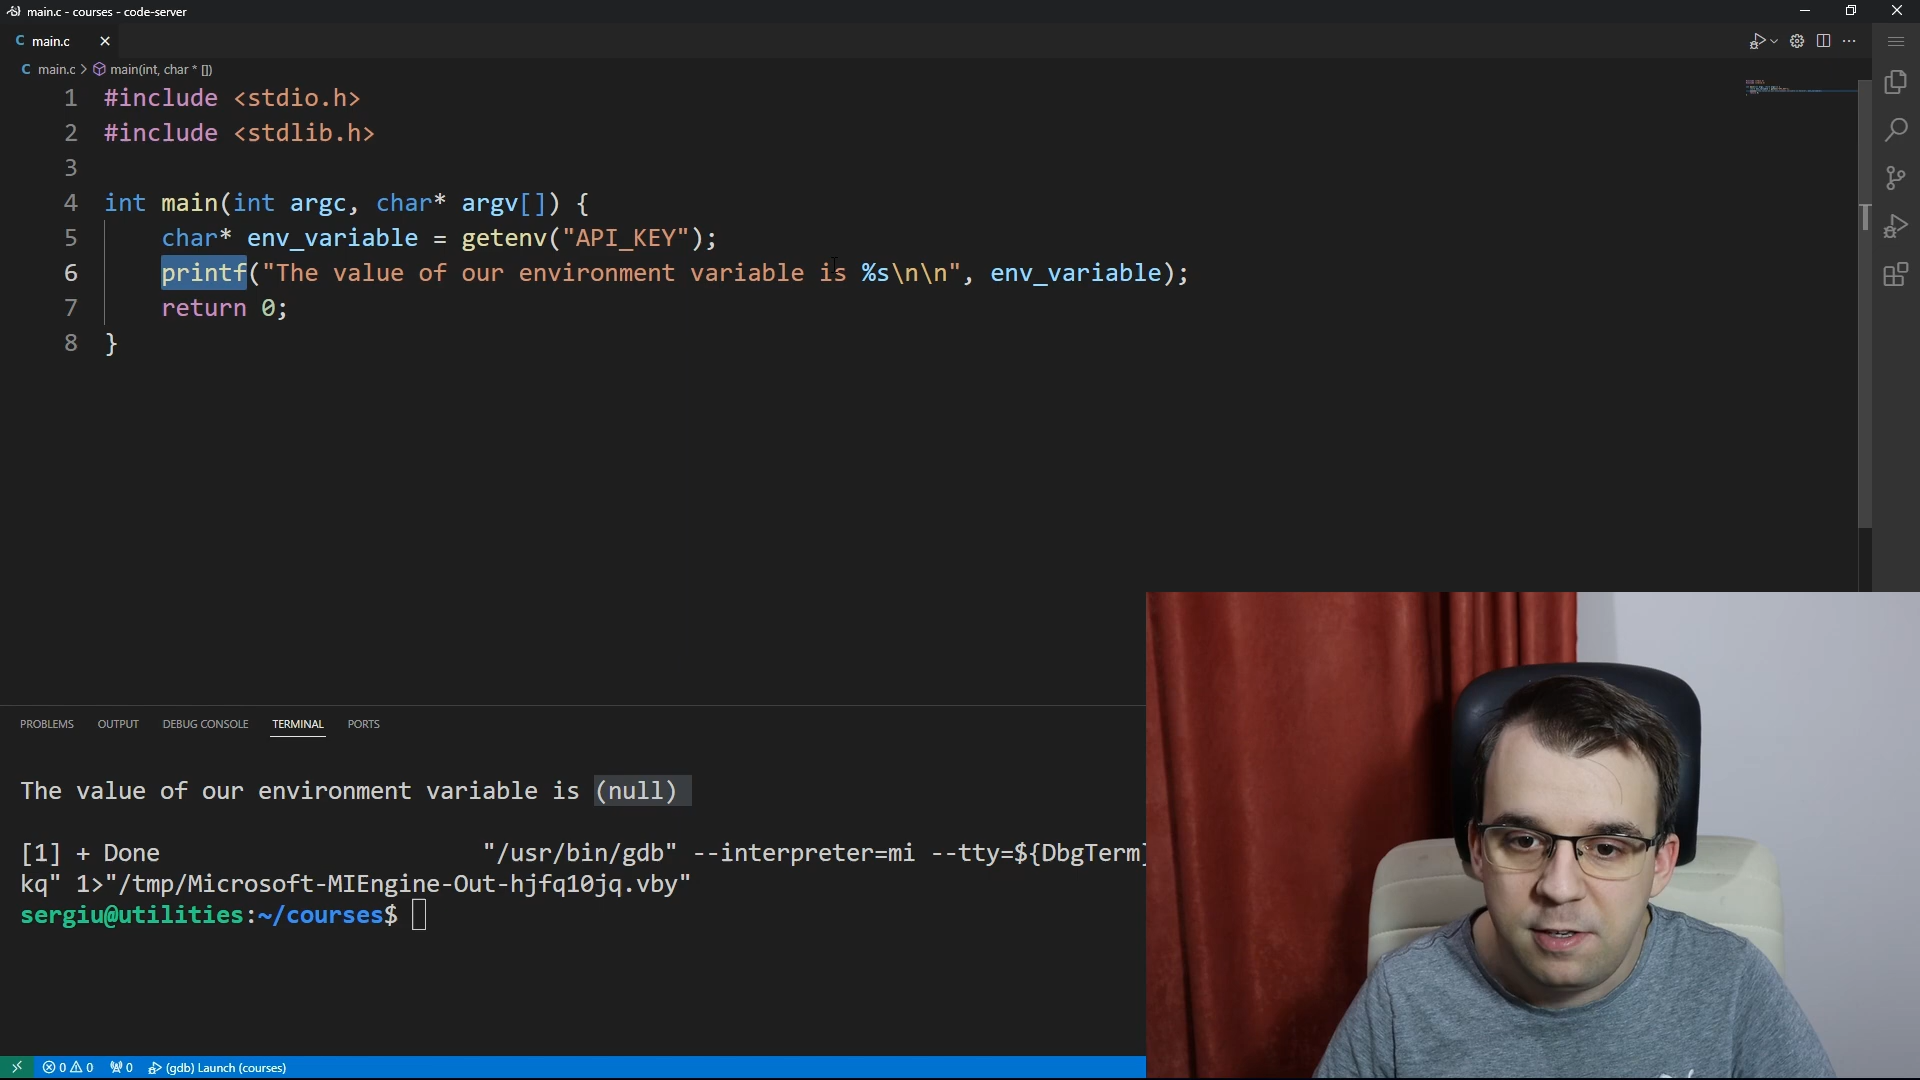 main.c - courses - code-server
C main.c
C main.c > main(int, char * [])
1 #include <stdio.h>
2 #include <stdlib.h>
3
4 int main(int argc, char* argv[]) {
5 char* env_variable = getenv("API_KEY");
6 printf("The value of our environment variable is %s\n\n", env_variable);
7 return 0;
8 }
PROBLEMS OUTPUT DEBUG CONSOLE TERMINAL PORTS
The value of our environment variable is (null)
[1] + Done "/usr/bin/gdb" --interpreter=mi --tty=${DbgTerm}
kq" 1>"/tmp/Microsoft-MIEngine-Out-hjfq10jq.vby"
sergiu@utilities:~/courses$
0 0 0 (gdb) Launch (courses)